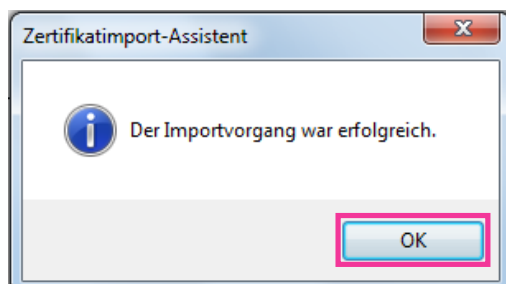 Zertifikatimport-Assistent
Der Importvorgang war erfolgreich.
OK